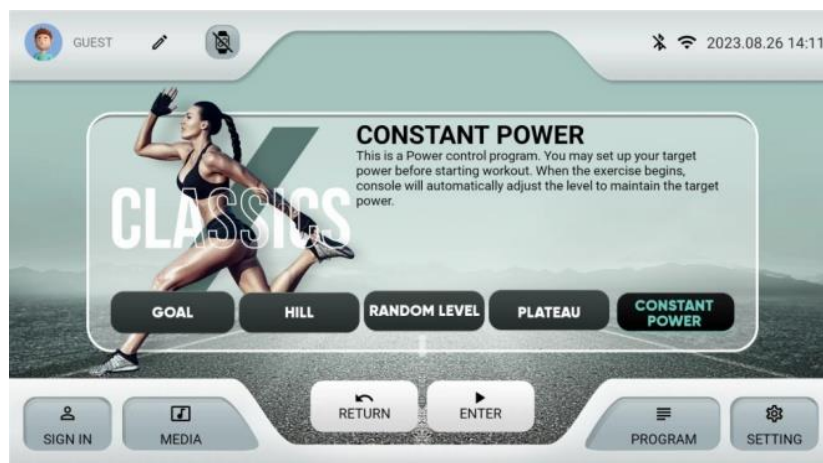 GUEST
2023.08.26 14:11
CONSTANT POWER
This is a Power control program. You may set up your target
power before starting workout. When the exercise begins,
console will automatically adjust the level to maintain the target
power.
X
CLASSICS
GOAL
HILL
RANDOM LEVEL
PLATEAU
CONSTANT
POWER
RETURN
ENTER
SIGN IN
MEDIA
PROGRAM
SETTING